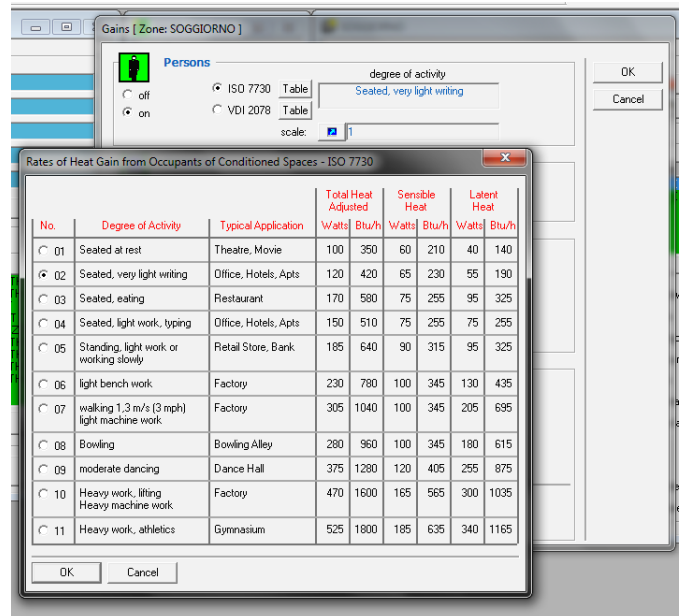 Gains [ Zone: SOGGIORNO ]
Persons
off
on
ISO 7730 Table
VDI 2078 Table
degree of activity
Seated, very light writing
scale: 1
OK
Cancel
Rates of Heat Gain from Occupants of Conditioned Spaces - ISO 7730
Total Heat Sensible Latent
Adjusted Heat Heat
No. Degree of Activity Typical Application Watts Btu/h Watts Btu/h Watts Btu/h
01 Seated at rest Theatre, Movie 100 350 60 210 40 140
02 Seated, very light writing Office, Hotels, Apts 120 420 65 230 55 190
03 Seated, eating Restaurant 170 580 75 255 95 325
04 Seated, light work, typing Office, Hotels, Apts 150 510 75 255 75 255
05 Standing, light work or Retail Store, Bank 185 640 90 315 95 325
working slowly
06 light bench work Factory 230 780 100 345 130 435
07 walking 1,3 m/s (3 mph) Factory 305 1040 100 345 205 695
light machine work
08 Bowling Bowling Alley 280 960 100 345 180 615
09 moderate dancing Dance Hall 375 1280 120 405 255 875
10 Heavy work, lifting Factory 470 1600 165 565 300 1035
Heavy machine work
11 Heavy work, athletics Gymnasium 525 1800 185 635 340 1165
OK Cancel